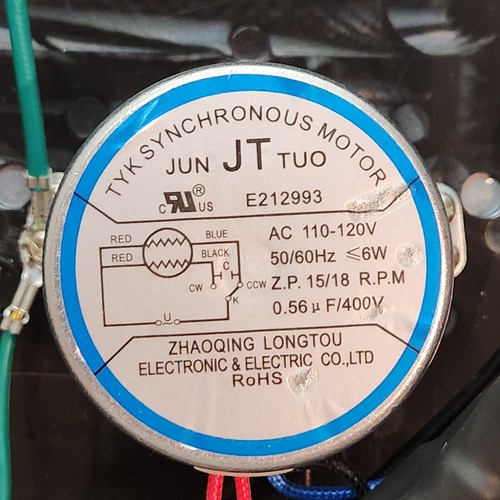 TYK SYNCHRONOUS MOTOR
JUN JT TUO
C RU US ®
E212993
AC 110-120V
50/60Hz ≤6W
Z.P. 15/18 R.P.M
0.56μF/400V
RED
RED
BLUE
BLACK
C
CW
CCW
K
U
ZHAOQING LONGTOU
ELECTRONIC & ELECTRIC CO.,LTD
RoHS